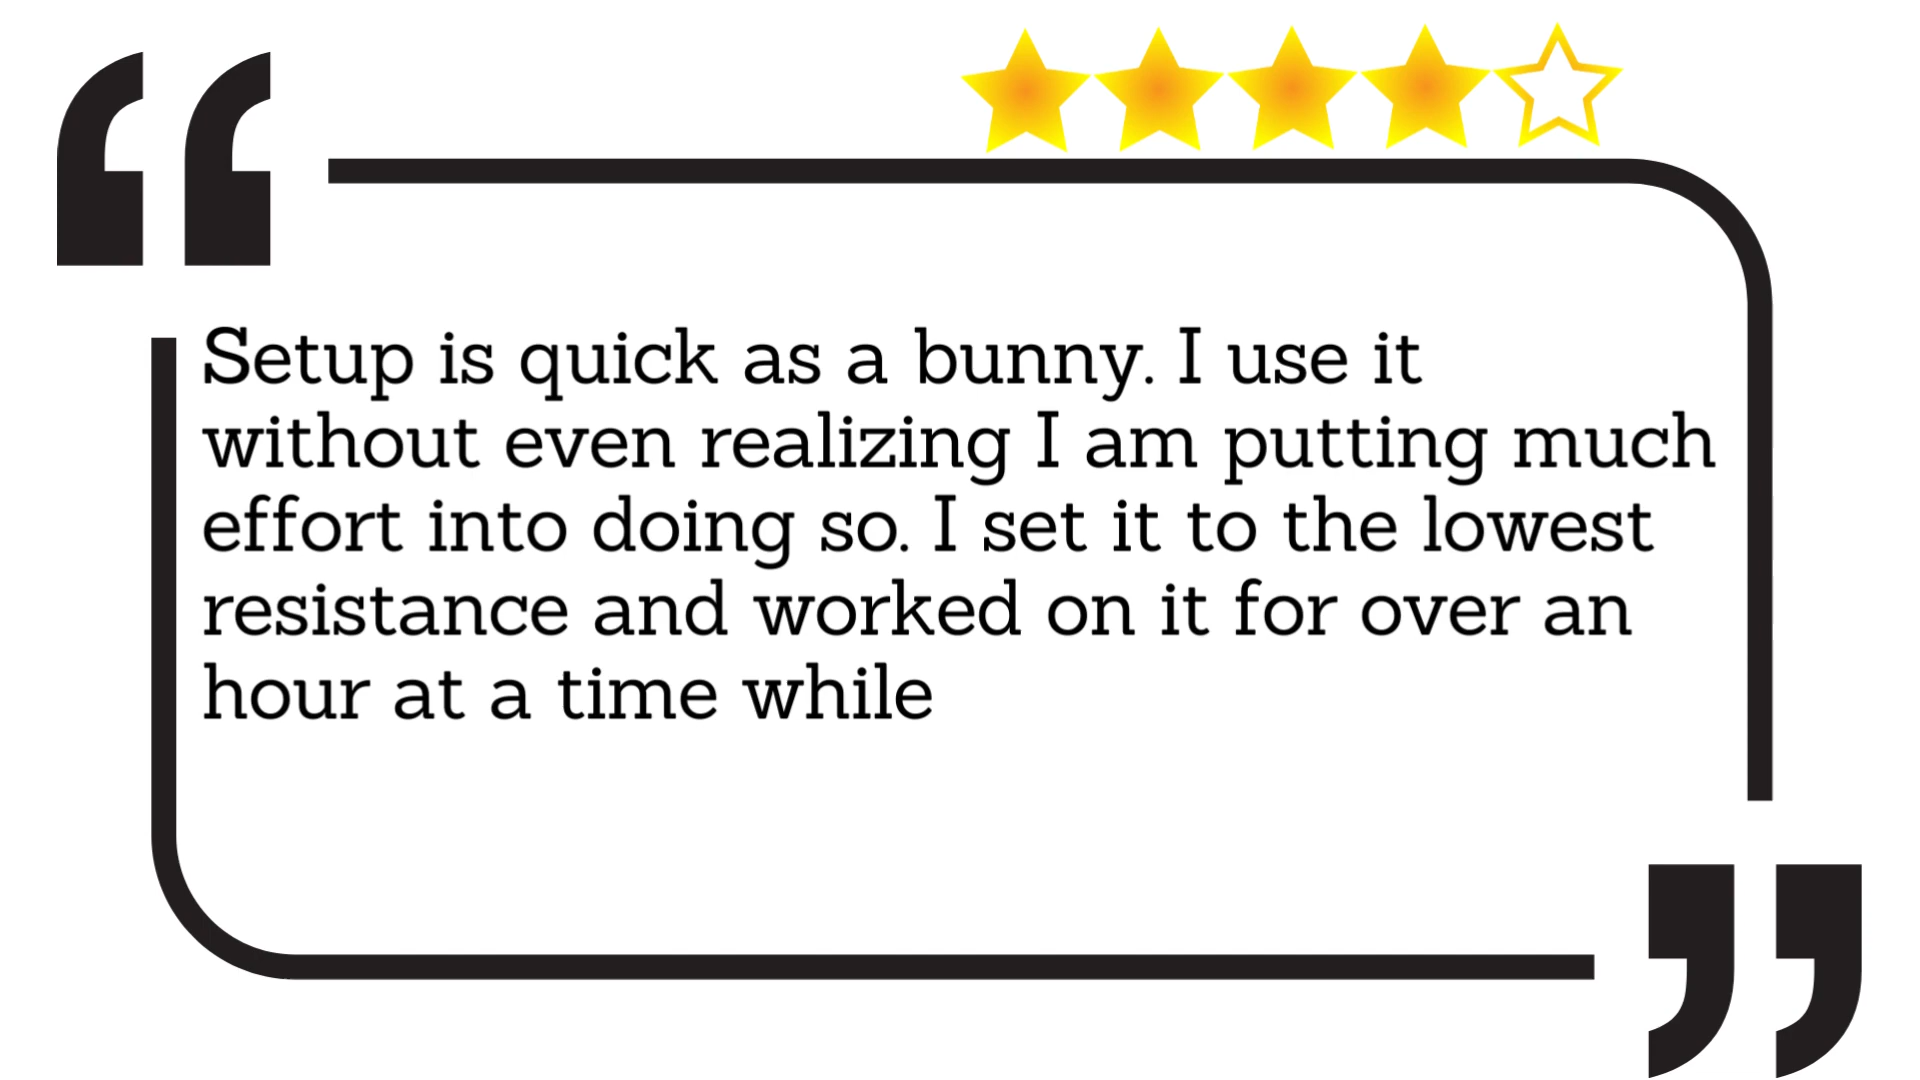 Setup is quick as a bunny. I use it
without even realizing I am putting much
effort into doing so. I set it to the lowest
resistance and worked on it for over an
hour at a time while